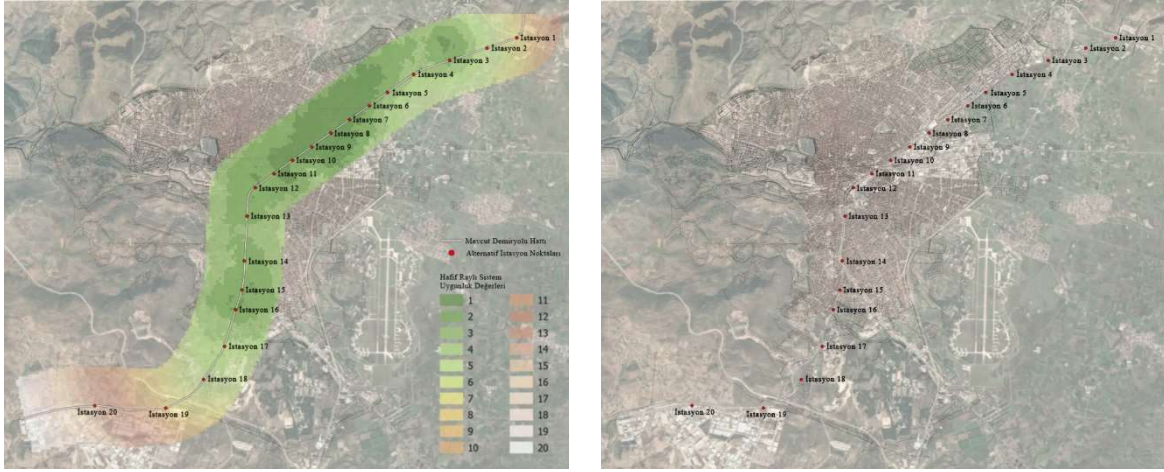 İstasyon 1
İstasyon 2
İstasyon 3
İstasyon 4
İstasyon 5
İstasyon 6
İstasyon 7
İstasyon 8
İstasyon 9
İstasyon 10
İstasyon 11
İstasyon 12
İstasyon 13
İstasyon 14
İstasyon 15
İstasyon 16
İstasyon 17
İstasyon 18
İstasyon 19
İstasyon 20
Mevcut Demiryolu Hattı
Alternatif İstasyon Noktaları
Hafif Raylı Sistem
Uygunluk Değerleri
1
2
3
4
5
6
7
8
9
10
11
12
13
14
15
16
17
18
19
20
İstasyon 1
İstasyon 2
İstasyon 3
İstasyon 4
İstasyon 5
İstasyon 6
İstasyon 7
İstasyon 8
İstasyon 9
İstasyon 10
İstasyon 11
İstasyon 12
İstasyon 13
İstasyon 14
İstasyon 15
İstasyon 16
İstasyon 17
İstasyon 18
İstasyon 19
İstasyon 20